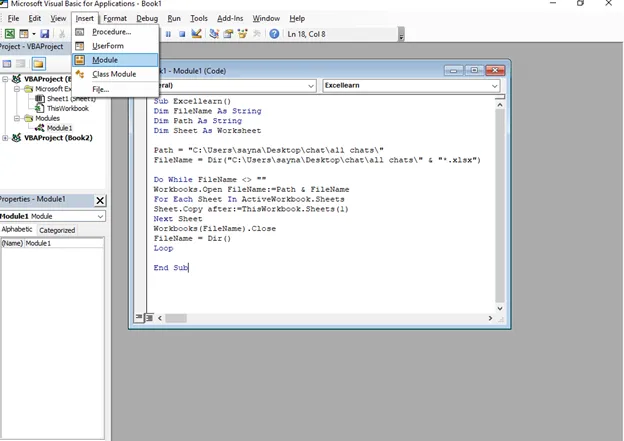 Microsoft Visual Basic for Applications - Book1
File Edit View Insert Format Debug Run Tools Add-Ins Window Help
Ln 18, Col 8
Procedure...
UserForm
Module
Class Module
File...
Project - VBAProject
VBAProject (B
Microsoft Ex
Sheet1 (Sheet1)
ThisWorkbook
Modules
Module1
VBAProject (Book2)
Properties - Module1
Module1 Module
Alphabetic Categorized
(Name) Module1
ok1 - Module1 (Code)
eral) Excellearn
Sub Excellearn()
Dim FileName As String
Dim Path As String
Dim Sheet As Worksheet
Path = "C:\Users\sayna\Desktop\chat\all chats\"
FileName = Dir("C:\Users\sayna\Desktop\chat\all chats\" & "*.xlsx")
Do While FileName <> ""
Workbooks.Open FileName:=Path & FileName
For Each Sheet In ActiveWorkbook.Sheets
Sheet.Copy after:=ThisWorkbook.Sheets(1)
Next Sheet
Workbooks(FileName).Close
FileName = Dir()
Loop
End Sub